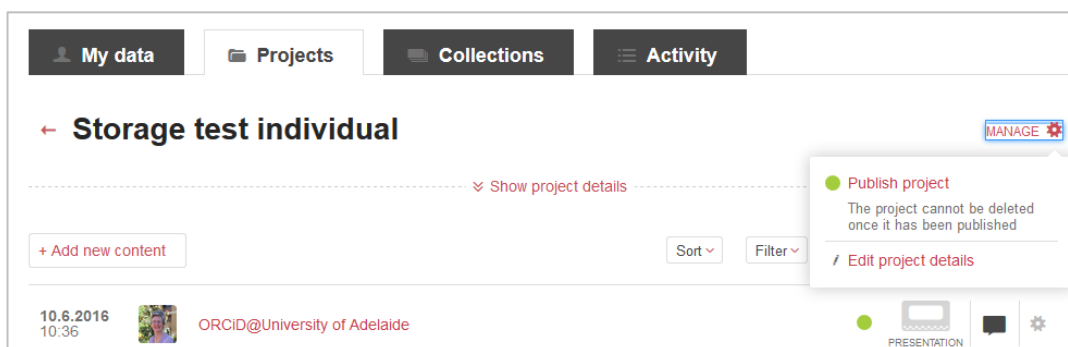 My data
Projects
Collections
Activity
← Storage test individual
MANAGE
Show project details
Publish project
The project cannot be deleted
once it has been published
Edit project details
+ Add new content
Sort
Filter
10.6.2016
10:36
ORCiD@University of Adelaide
PRESENTATION